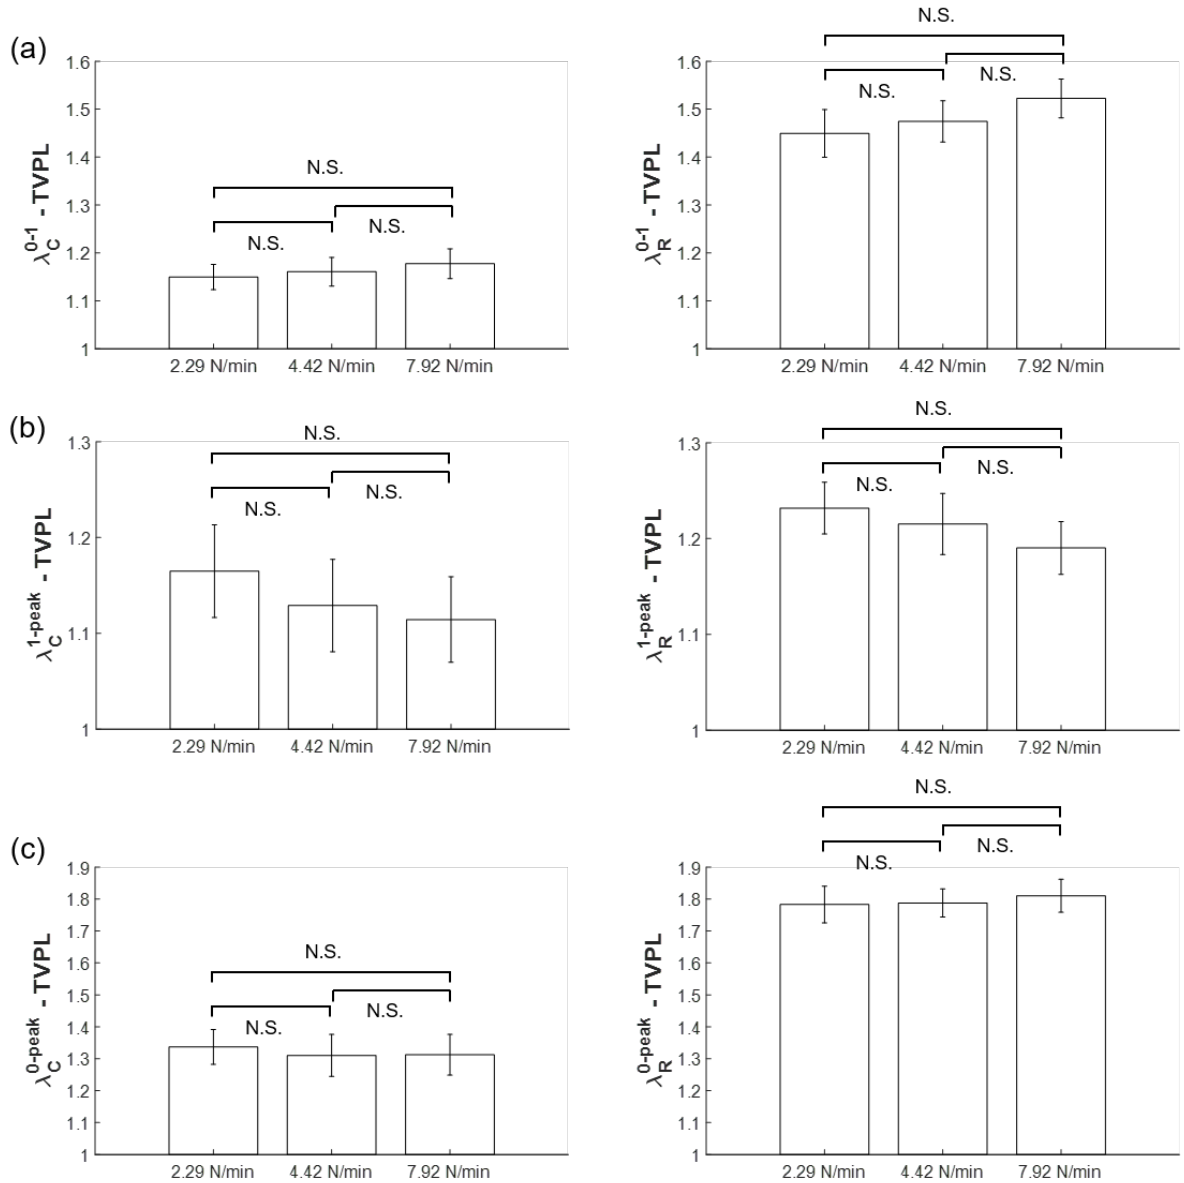 (a)
N.S.
N.S.
N.S.
λC0-1 - TVPL
1.6
1.5
1.4
1.3
1.2
1.1
1
2.29 N/min 4.42 N/min 7.92 N/min
N.S.
N.S.
N.S.
λR0-1 - TVPL
1.6
1.5
1.4
1.3
1.2
1.1
1
2.29 N/min 4.42 N/min 7.92 N/min
(b)
N.S.
N.S.
N.S.
λC1-peak - TVPL
1.3
1.2
1.1
1
2.29 N/min 4.42 N/min 7.92 N/min
N.S.
N.S.
N.S.
λR1-peak - TVPL
1.3
1.2
1.1
1
2.29 N/min 4.42 N/min 7.92 N/min
(c)
N.S.
N.S.
N.S.
λC0-peak - TVPL
1.9
1.8
1.7
1.6
1.5
1.4
1.3
1.2
1.1
1
2.29 N/min 4.42 N/min 7.92 N/min
N.S.
N.S.
N.S.
λR0-peak - TVPL
1.9
1.8
1.7
1.6
1.5
1.4
1.3
1.2
1.1
1
2.29 N/min 4.42 N/min 7.92 N/min